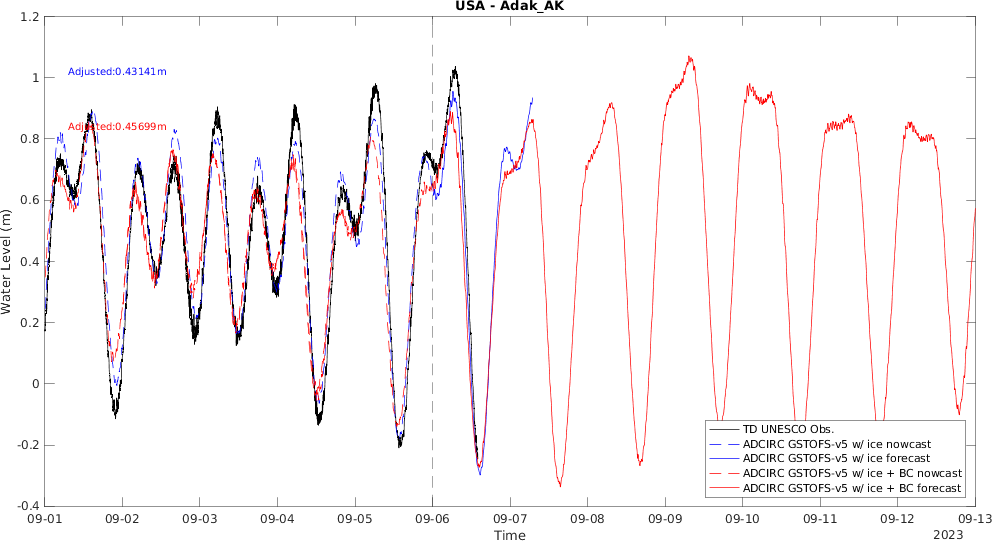 USA - Adak_AK
1.2
1
0.8
0.6
0.4
0.2
0
-0.2
-0.4
Water Level (m)
Adjusted:0.43141m
Adjusted:0.45699m
TD UNESCO Obs.
ADCIRC GSTOFS-v5 w/ ice nowcast
ADCIRC GSTOFS-v5 w/ ice forecast
ADCIRC GSTOFS-v5 w/ ice + BC nowcast
ADCIRC GSTOFS-v5 w/ ice + BC forecast
09-01 09-02 09-03 09-04 09-05 09-06 09-07 09-08 09-09 09-10 09-11 09-12 09-13
Time
2023